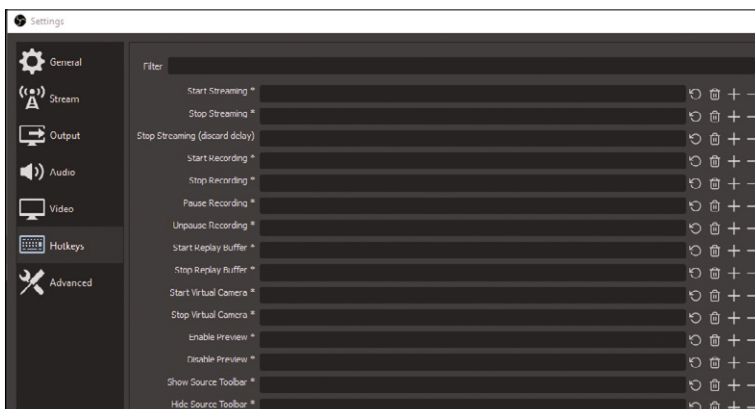 Settings
General
Stream
Output
Audio
Video
Hotkeys
Advanced
Filter
Start Streaming *
Stop Streaming *
Stop Streaming (discard delay)
Start Recording *
Stop Recording *
Pause Recording *
Unpause Recording *
Start Replay Buffer *
Stop Replay Buffer *
Start Virtual Camera *
Stop Virtual Camera *
Enable Preview *
Disable Preview *
Show Source Toolbar *
Hide Source Toolbar *